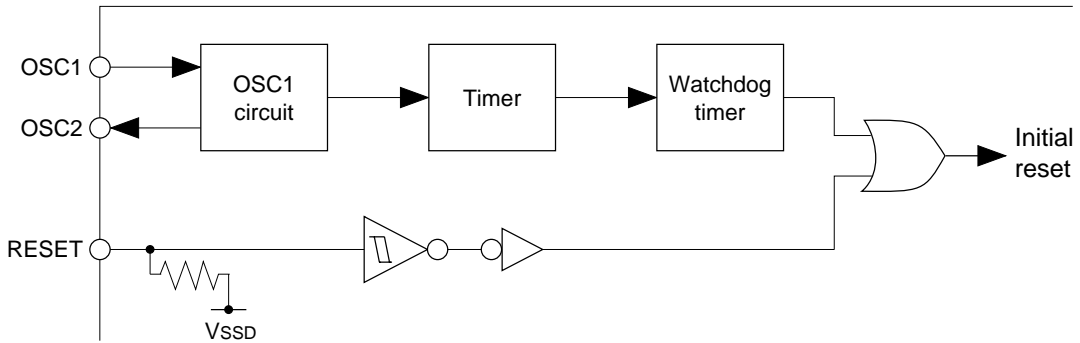 OSC1
OSC2
OSC1
circuit
Timer
Watchdog
timer
Initial
reset
RESET
VSSD